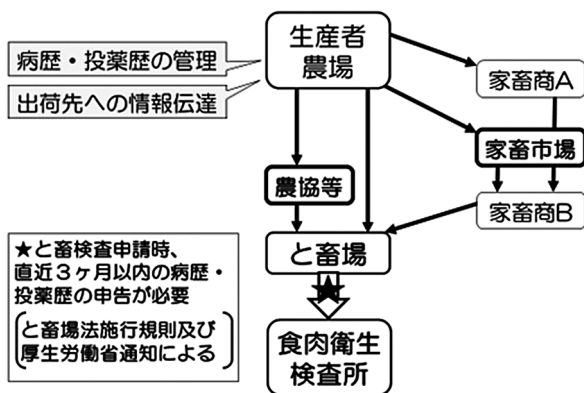 生産者
農場
病歴・投薬歴の管理
出荷先への情報伝達
家畜商A
家畜市場
家畜商B
農協等
と畜場
★
食肉衛生
検査所
★と畜検査申請時、
直近3ヶ月以内の病歴・
投薬歴の申告が必要
と畜場法施行規則及び
厚生労働省通知による